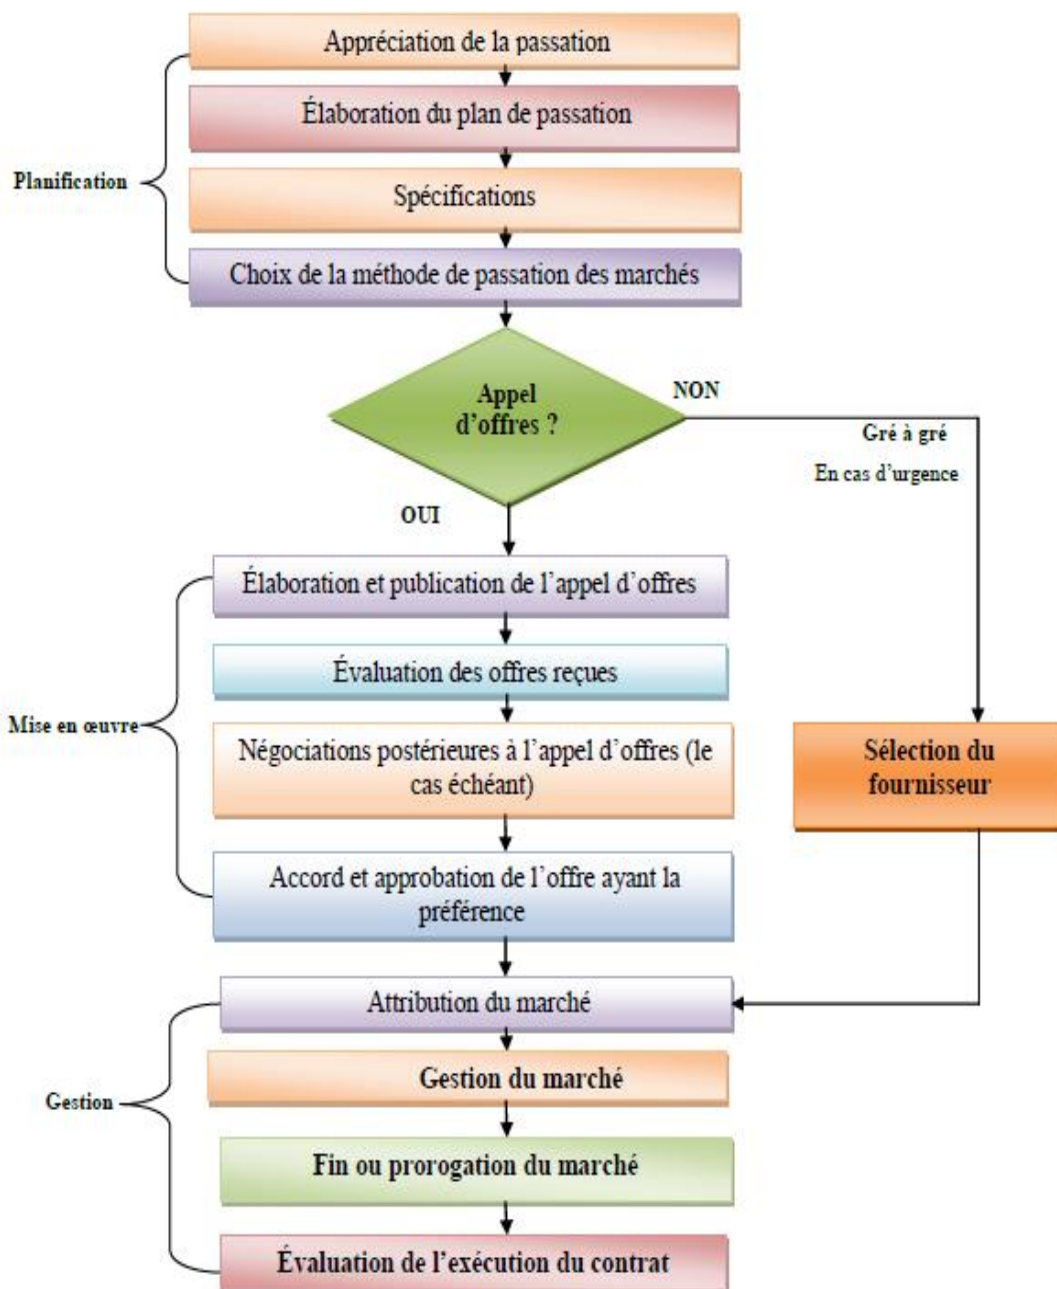 Appréciation de la passation
Élaboration du plan de passation
Planification
Spécifications
Choix de la méthode de passation des marchés
Appel
d’offres ?
NON
Gré à gré
En cas d’urgence
OUI
Élaboration et publication de l’appel d’offres
Évaluation des offres reçues
Mise en œuvre
Négociations postérieures à l’appel d’offres (le
cas échéant)
Sélection du
fournisseur
Accord et approbation de l’offre ayant la
préférence
Attribution du marché
Gestion du marché
Gestion
Fin ou prorogation du marché
Évaluation de l’exécution du contrat